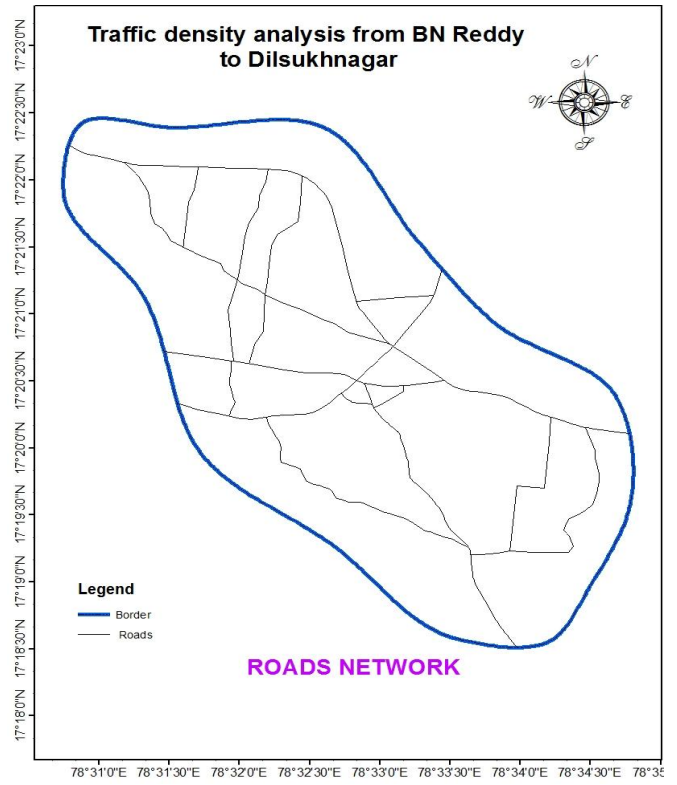 Traffic density analysis from BN Reddy
to Dilsukhnagar
N
W E
S
17°23'0"N
17°22'30"N
17°22'0"N
17°21'30"N
17°21'0"N
17°20'30"N
17°20'0"N
17°19'30"N
17°19'0"N
17°18'30"N
17°18'0"N
Legend
Border
Roads
ROADS NETWORK
78°31'0"E 78°31'30"E 78°32'0"E 78°32'30"E 78°33'0"E 78°33'30"E 78°34'0"E 78°34'30"E 78°35